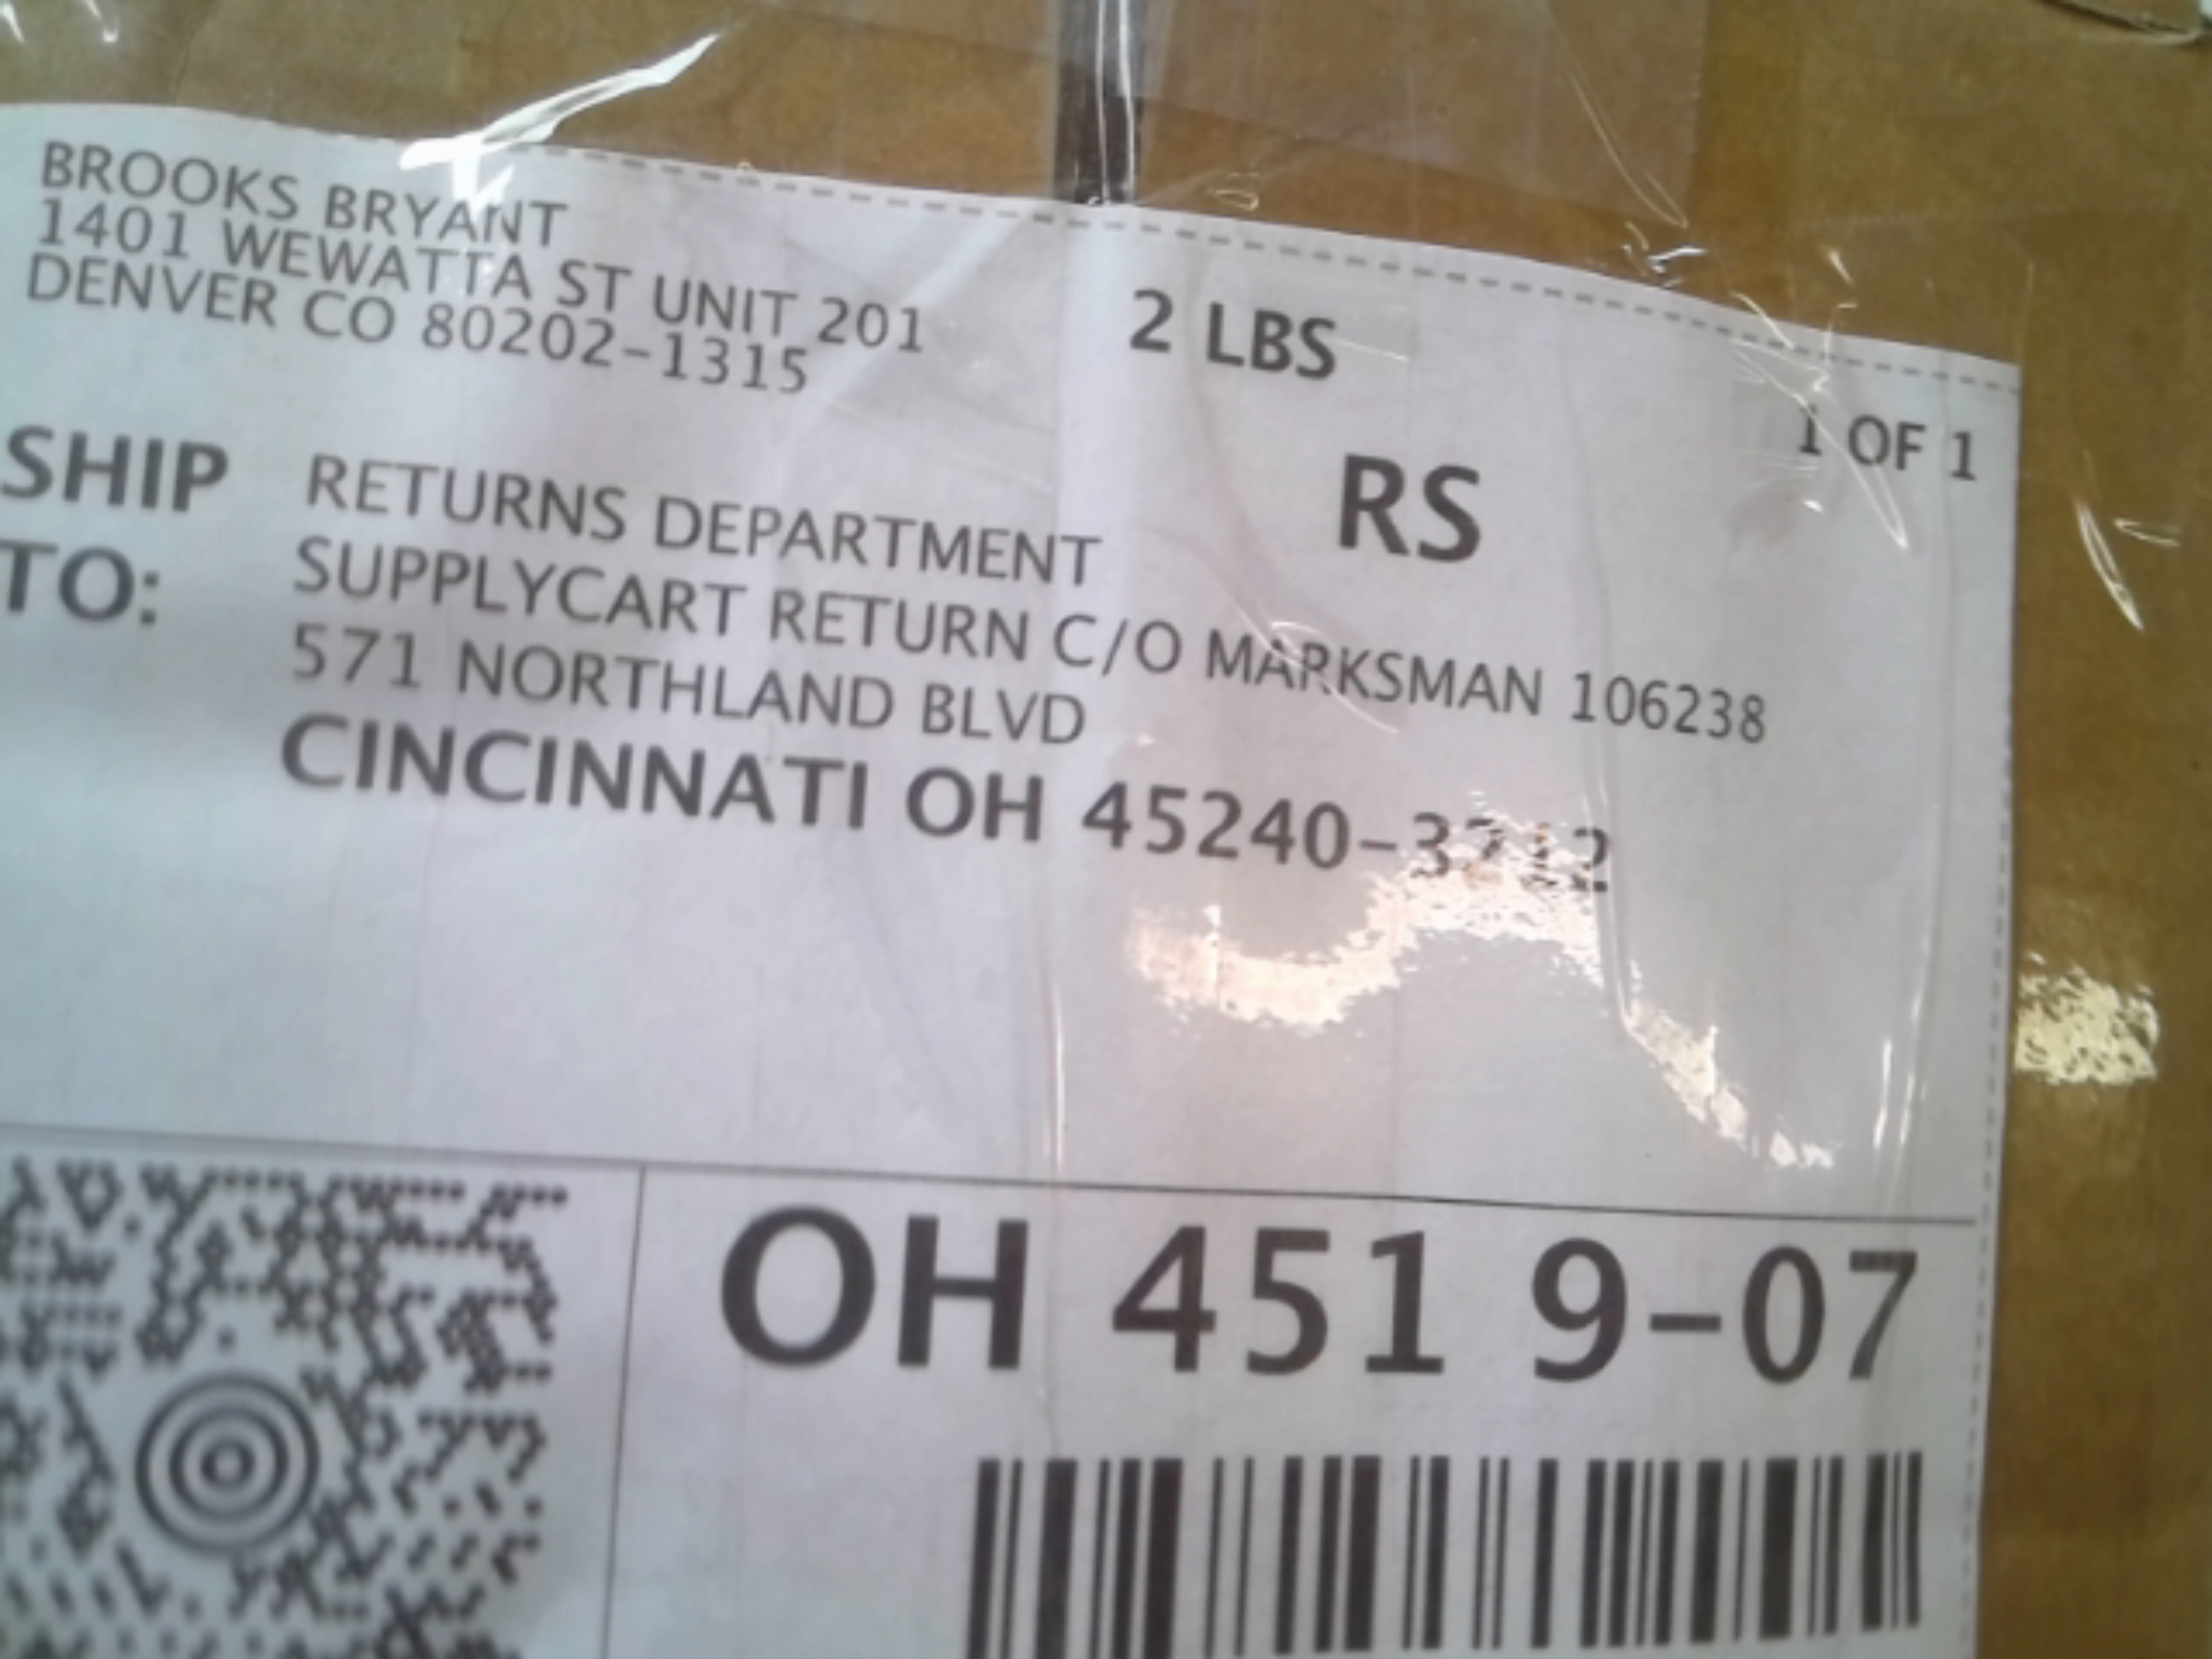 BROOKS BRYANT
1401 WEWATTA ST UNIT 201
DENVER CO 80202-1315
2 LBS
1 OF 1
RS
SHIP TO:
RETURNS DEPARTMENT
SUPPLYCART RETURN C/O MARKSMAN 106238
571 NORTHLAND BLVD
CINCINNATI OH
OH 451 9-07